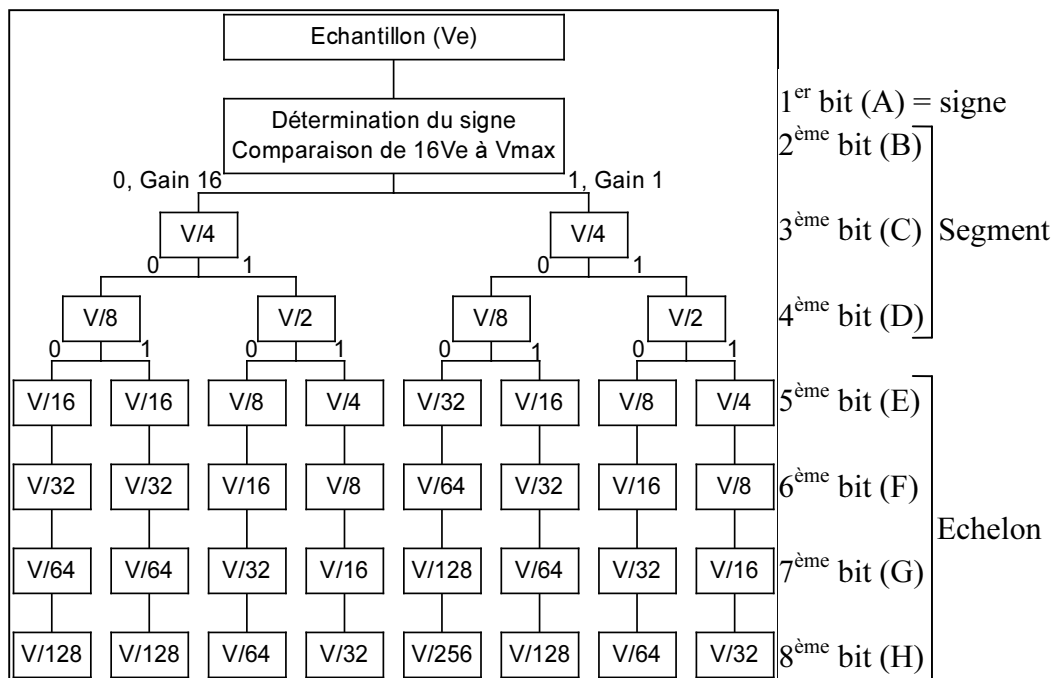 Echantillon (Ve)
1er bit (A) = signe
Détermination du signe
Comparaison de 16Ve à Vmax
2ème bit (B)
0, Gain 16 1, Gain 1
V/4 V/4
3ème bit (C)
Segment
0 1 0 1
V/8 V/2 V/8 V/2
4ème bit (D)
0 1 0 1 0 1 0 1
V/16 V/16 V/8 V/4 V/32 V/16 V/8 V/4
5ème bit (E)
V/32 V/32 V/16 V/8 V/64 V/32 V/16 V/8
6ème bit (F)
Echelon
V/64 V/64 V/32 V/16 V/128 V/64 V/32 V/16
7ème bit (G)
V/128 V/128 V/64 V/32 V/256 V/128 V/64 V/32
8ème bit (H)